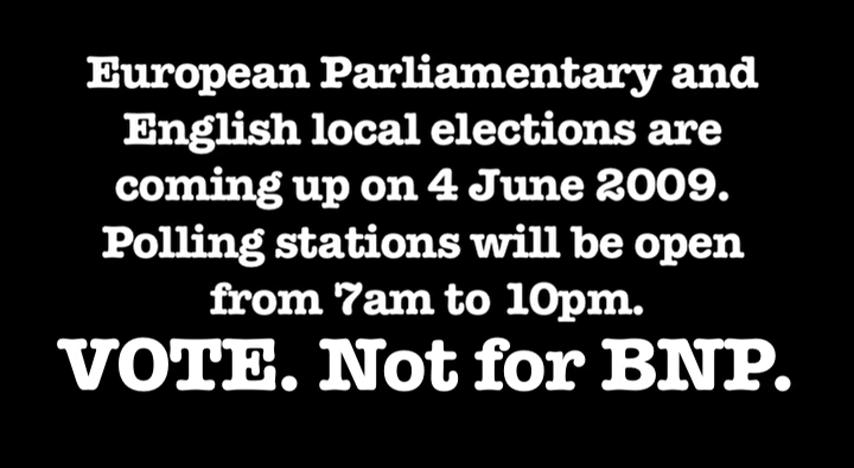 European Parliamentary and
English local elections are
coming up on 4 June 2009.
Polling stations will be open
from 7am to 10pm.
VOTE. Not for BNP.